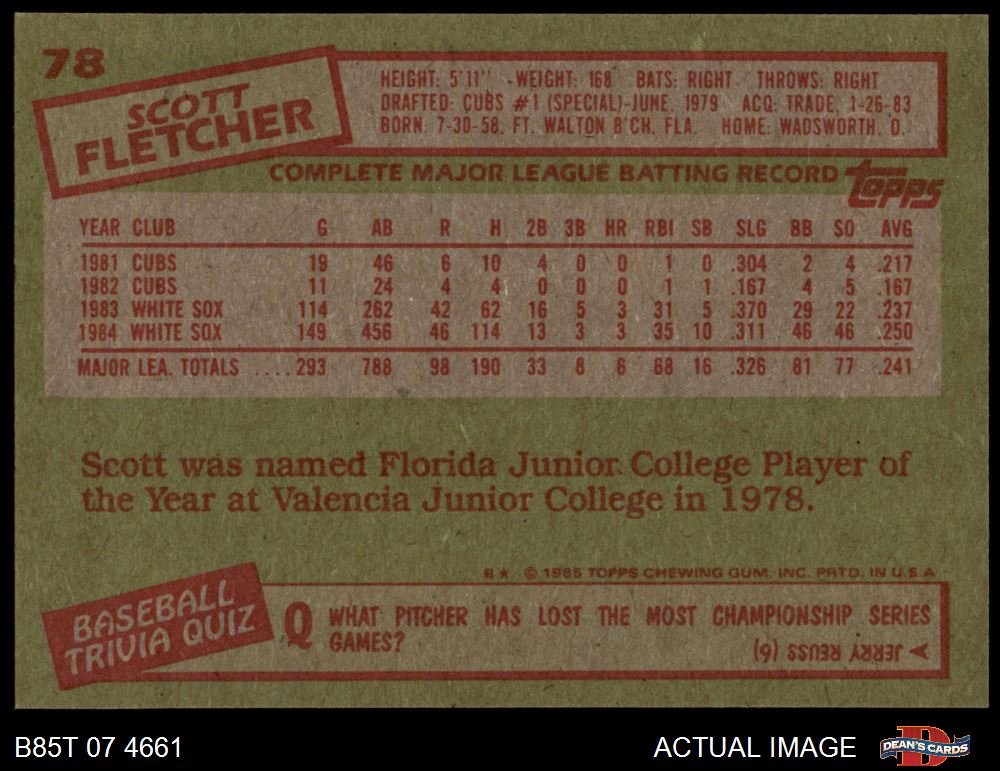 78
SCOTT
FLETCHER
HEIGHT: 5'11" WEIGHT: 168 BATS: RIGHT THROWS: RIGHT
DRAFTED: CUBS #1 (SPECIAL)-JUNE, 1979 ACQ: TRADE, 1-26-83
BORN: 7-30-58, FT. WALTON B'CH, FLA. HOME: WADSWORTH, O.
COMPLETE MAJOR LEAGUE BATTING RECORD topps
YEAR CLUB G AB R H 2B 3B HR RBI SB SLG BB SO AVG
1981 CUBS 19 46 6 10 4 0 0 1 0 .304 2 4 .217
1982 CUBS 11 24 4 4 0 0 0 1 1 .167 4 5 .167
1983 WHITE SOX 114 262 42 62 16 5 3 31 5 .370 29 22 .237
1984 WHITE SOX 149 456 46 114 13 3 3 35 10 .311 46 46 .250
MAJOR LEA. TOTALS ....293 788 98 190 33 8 6 68 16 .326 81 77 .241
Scott was named Florida Junior College Player of
the Year at Valencia Junior College in 1978.
B★ © 1985 TOPPS CHEWING GUM, INC. PRTD. IN U.S.A.
BASEBALL
TRIVIA QUIZ
Q WHAT PITCHER HAS LOST THE MOST CHAMPIONSHIP SERIES
GAMES?
JERRY REUSS (6)
B85T 07 4661
ACTUAL IMAGE
D
DEAN'S CARDS